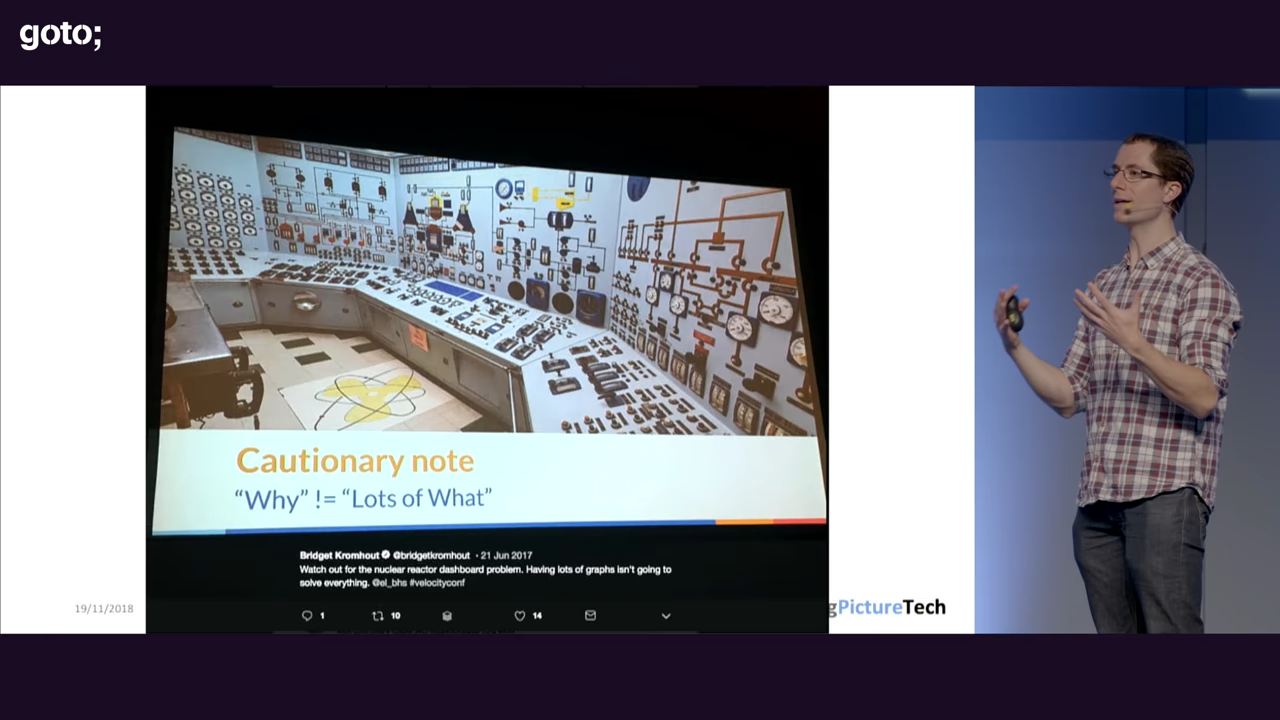 goto;
Cautionary note
“Why” != “Lots of What”
Bridget Kromhout @bridgetkromhout · 21 Jun 2017
Watch out for the nuclear reactor dashboard problem. Having lots of graphs isn't going to
solve everything. @el_bhs #velocityconf
1
10
14
19/11/2018
gPictureTech